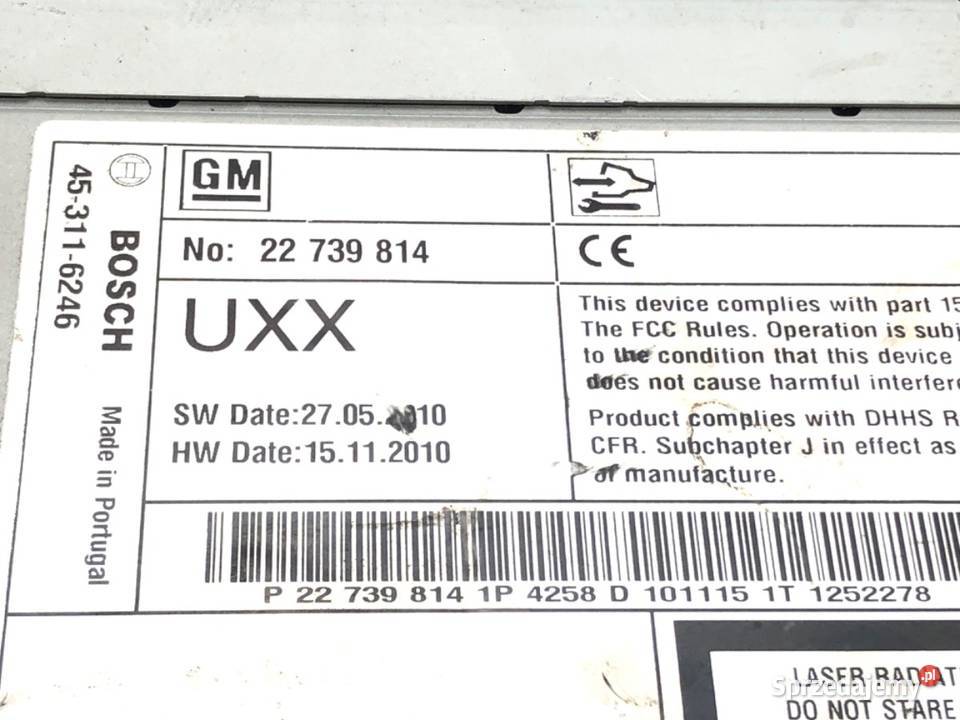 GM
No: 22 739 814
UXX
SW Date:27.05.2010
HW Date:15.11.2010
BOSCH
45-311-6246
Made in Portugal
CE
This device complies with part 15
The FCC Rules. Operation is
to the condition that this device
does not cause harmful
Product complies with DHHS R
CFR. Subchapter J in effect as
of manufacture.
P 22 739 814 1P 4258 D 101115 1T 1252278
LASER
DO NOT STARE
Sprzedajemy.pl